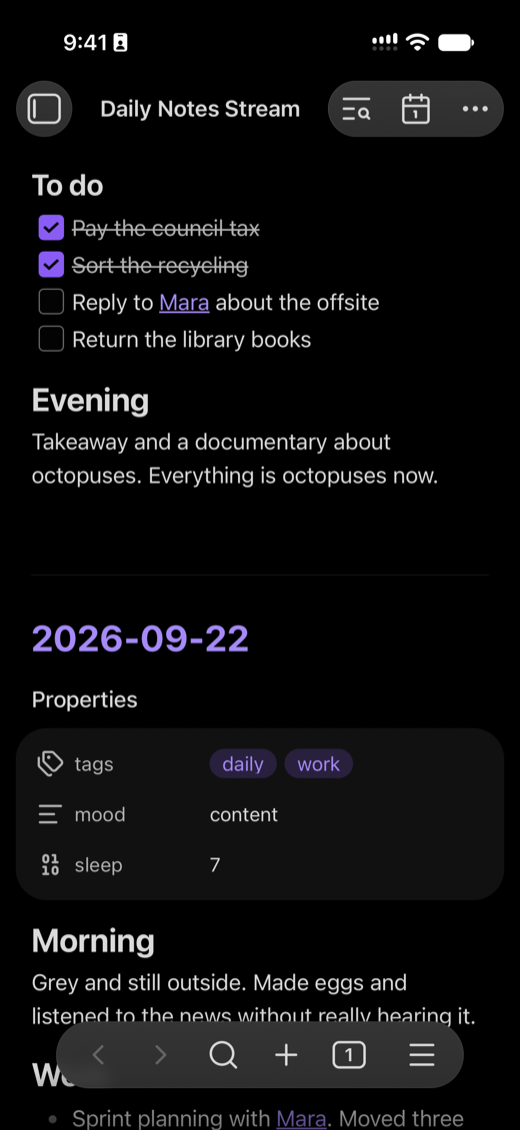 9:41
Daily Notes Stream
1
To do
Pay the council tax
Sort the recycling
Reply to Mara about the offsite
Return the library books
Evening
Takeaway and a documentary about
octopuses. Everything is octopuses now.
2026-09-22
Properties
tags daily work
mood content
01
10
sleep 7
Morning
Grey and still outside. Made eggs and
listened to the news without really hearing it.
1
Sprint planning with Mara. Moved three